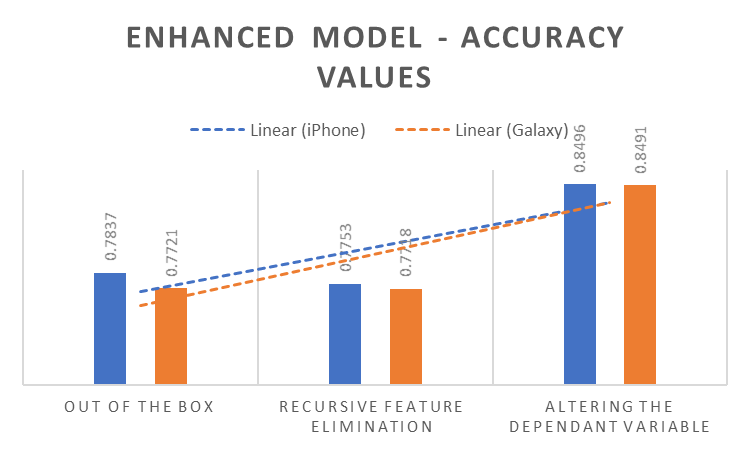 ENHANCED MODEL - ACCURACY
VALUES
Linear (iPhone)
Linear (Galaxy)
0.7837
0.7721
0.7753
0.8496
0.8491
OUT OF THE BOX
RECURSIVE FEATURE
ELIMINATION
ALTERING THE
DEPENDANT VARIABLE